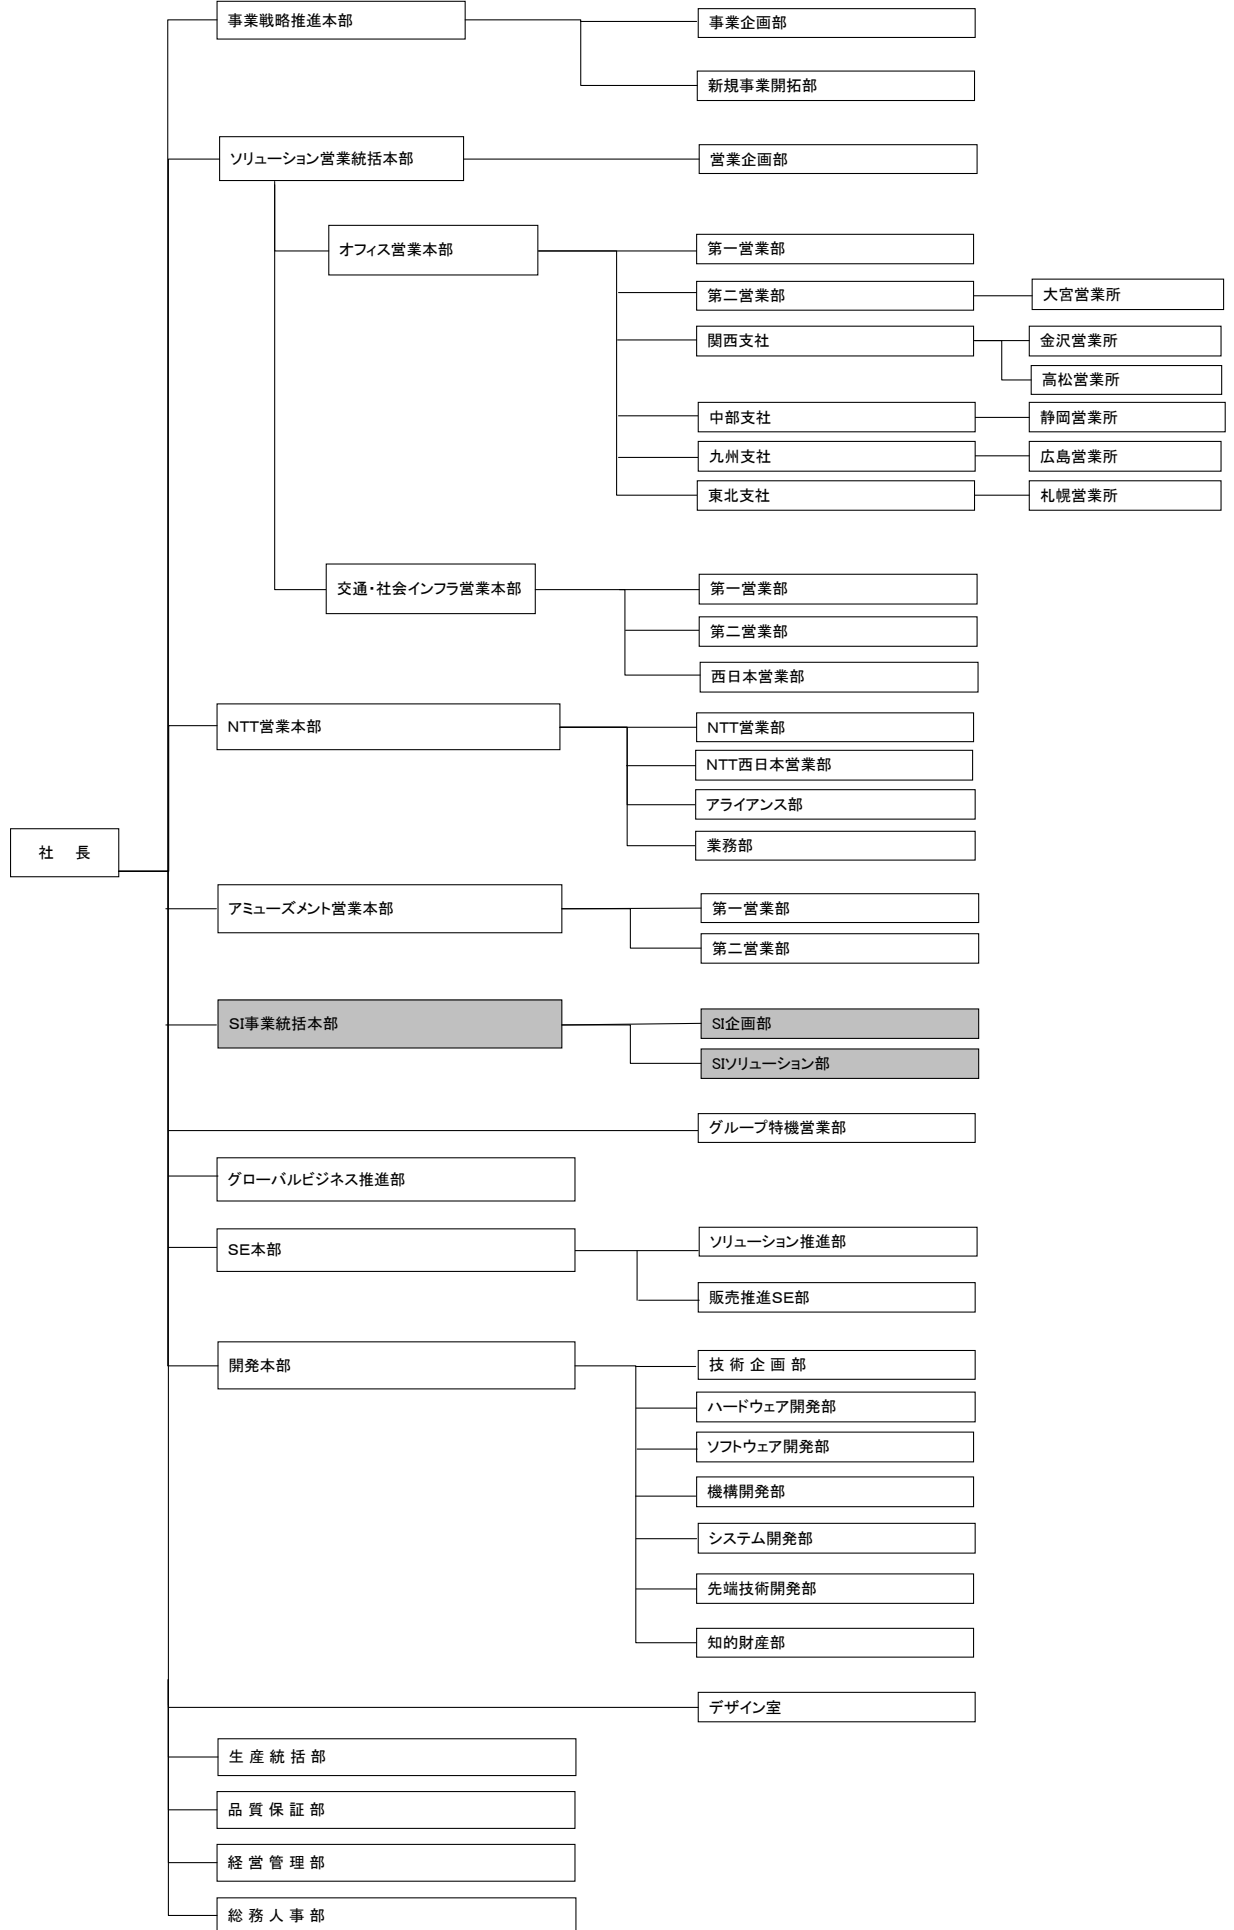 事業戦略推進本部
事業企画部
新規事業開拓部
ソリューション営業統括本部
営業企画部
オフィス営業本部
第一営業部
第二営業部
大宮営業所
関西支社
金沢営業所
高松営業所
中部支社
静岡営業所
九州支社
広島営業所
東北支社
札幌営業所
交通・社会インフラ営業本部
第一営業部
第二営業部
西日本営業部
NTT営業本部
NTT営業部
NTT西日本営業部
アライアンス部
業務部
社　長
アミューズメント営業本部
第一営業部
第二営業部
SI事業統括本部
SI企画部
SIソリューション部
グループ特機営業部
グローバルビジネス推進部
SE本部
ソリューション推進部
販売推進SE部
開発本部
技 術 企 画 部
ハードウェア開発部
ソフトウェア開発部
機構開発部
システム開発部
先端技術開発部
知的財産部
デザイン室
生 産 統 括 部
品 質 保 証 部
経 営 管 理 部
総 務 人 事 部